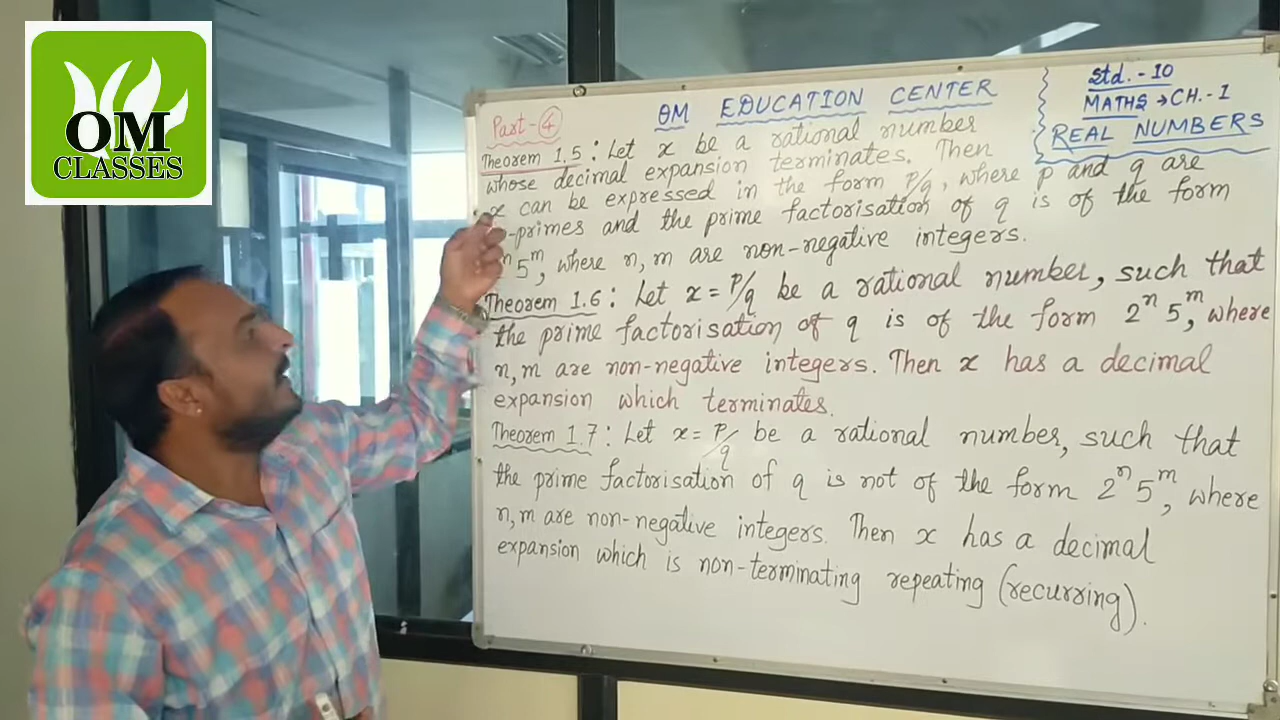 OM
CLASSES
OM EDUCATION CENTER
Std. - 10
MATHS → CH. - 1
REAL NUMBERS
Part - 4
Theorem 1.5 : Let x be a rational number
whose decimal expansion terminates. Then
x can be expressed in the form p/q, where p and q are
-primes and the prime factorisation of q is of the form
n 5^m, where n, m are non-negative integers.
Theorem 1.6 : Let x = p/q be a rational number, such that
the prime factorisation of q is of the form 2^n 5^m, where
n, m are non-negative integers. Then x has a decimal
expansion which terminates.
Theorem 1.7 : Let x = p/q be a rational number, such that
the prime factorisation of q is not of the form 2^n 5^m, where
n, m are non-negative integers. Then x has a decimal
expansion which is non-terminating repeating (recurring).